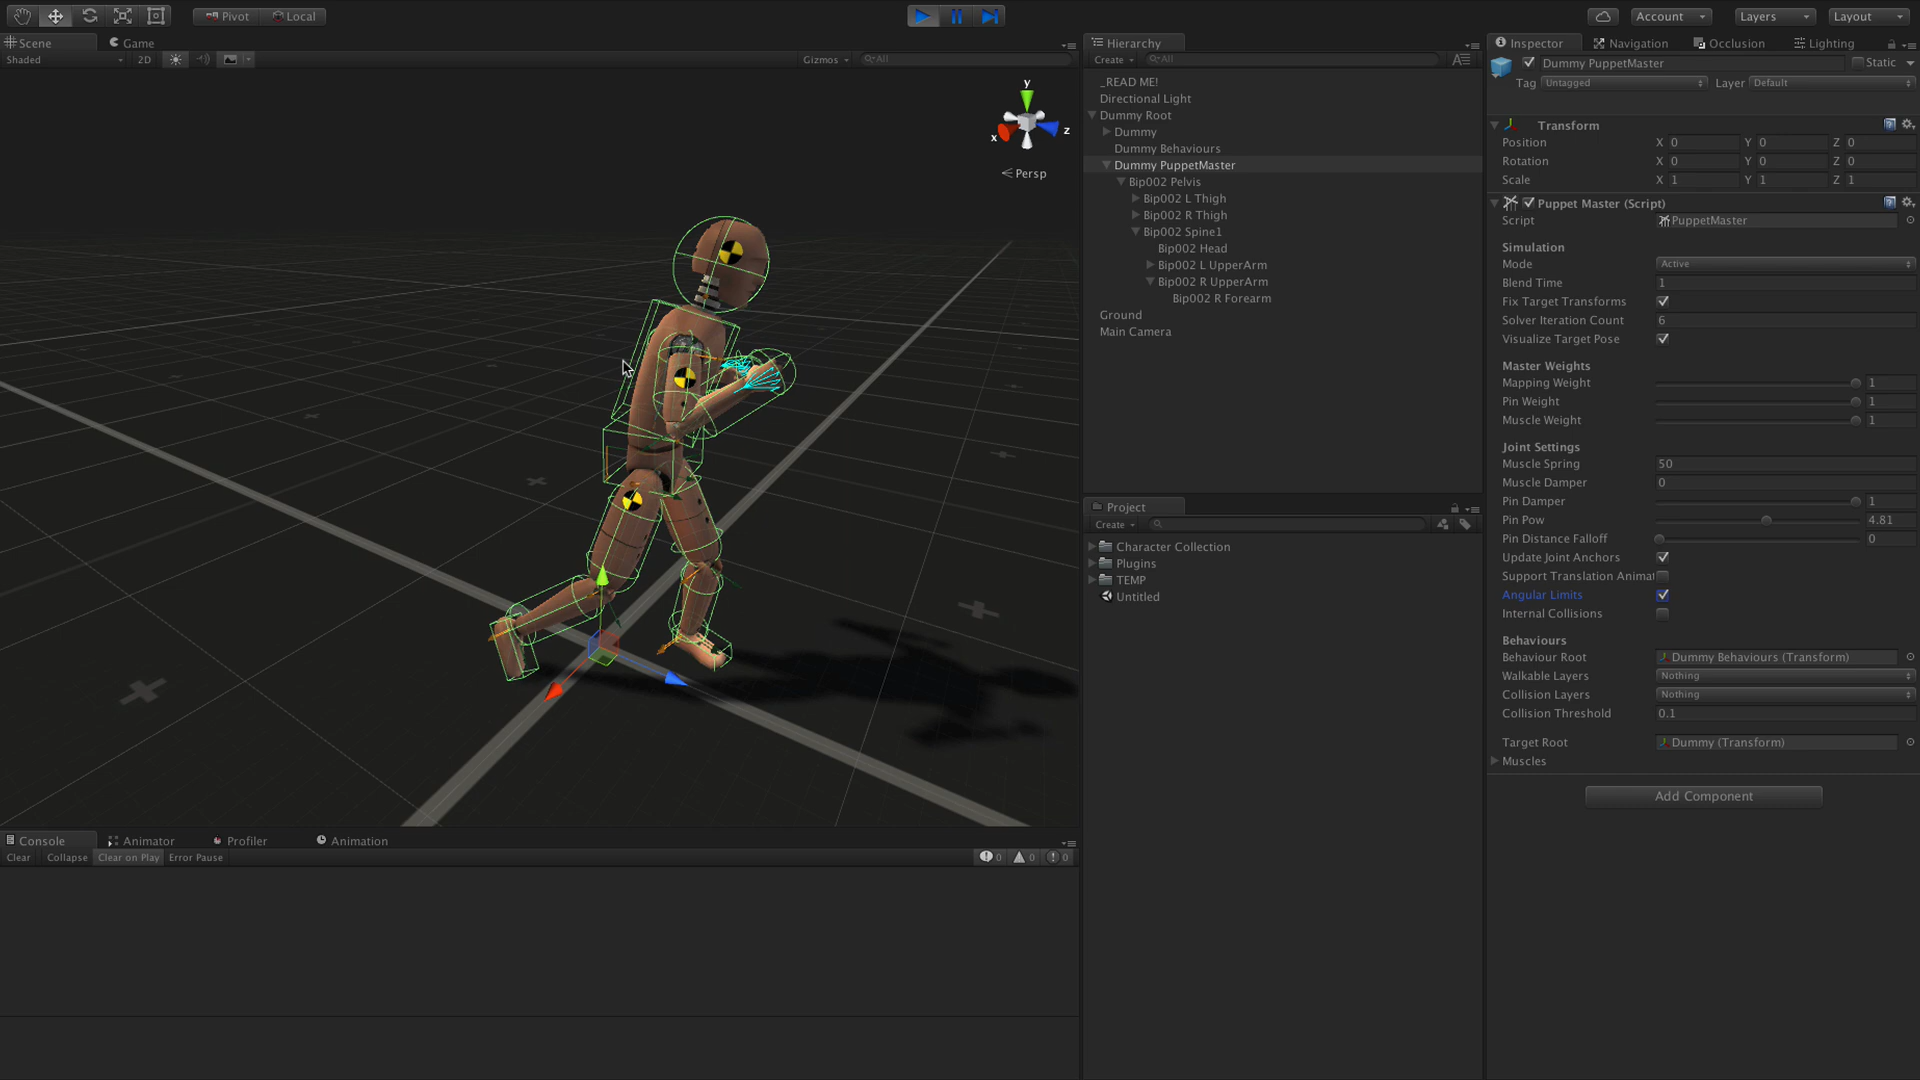 Pivot Local Account Layers Layout
Scene Game
Shaded 2D Gizmos All
y
x z
Persp
Hierarchy
Create All
_READ ME!
Directional Light
Dummy Root
Dummy
Dummy Behaviours
Dummy PuppetMaster
Bip002 Pelvis
Bip002 L Thigh
Bip002 R Thigh
Bip002 Spine1
Bip002 Head
Bip002 L UpperArm
Bip002 R UpperArm
Bip002 R Forearm
Ground
Main Camera
Project
Create
Character Collection
Plugins
TEMP
Untitled
Console Animator Profiler Animation
Clear Collapse Clear on Play Error Pause 0 0 0
Inspector Navigation Occlusion Lighting
Dummy PuppetMaster Static
Tag Untagged Layer Default
Transform
Position X 0 Y 0 Z 0
Rotation X 0 Y 0 Z 0
Scale X 1 Y 1 Z 1
Puppet Master (Script)
Script PuppetMaster
Simulation
Mode Active
Blend Time 1
Fix Target Transforms
Solver Iteration Count 6
Visualize Target Pose
Master Weights
Mapping Weight 1
Pin Weight 1
Muscle Weight 1
Joint Settings
Muscle Spring 50
Muscle Damper 0
Pin Damper 1
Pin Pow 4.81
Pin Distance Falloff 0
Update Joint Anchors
Support Translation Animat
Angular Limits
Internal Collisions
Behaviours
Behaviour Root Dummy Behaviours (Transform)
Walkable Layers Nothing
Collision Layers Nothing
Collision Threshold 0.1
Target Root Dummy (Transform)
Muscles
Add Component